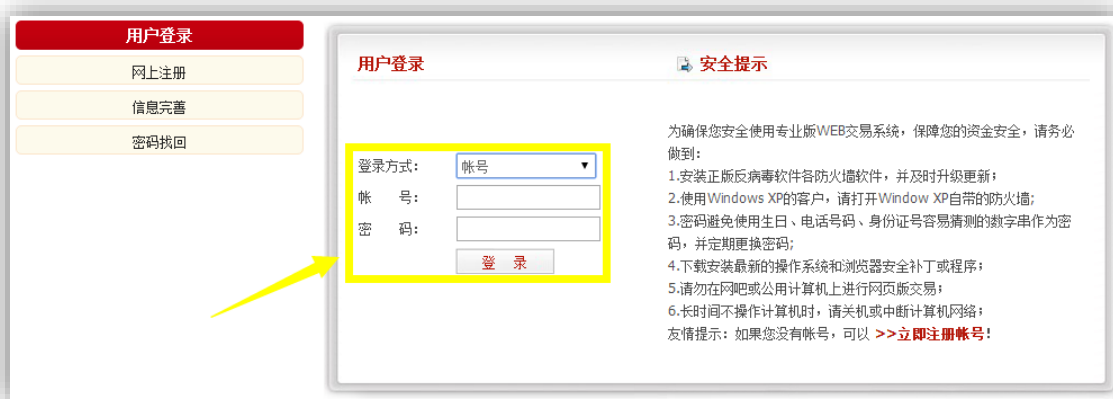 用户登录
网上注册
信息完善
密码找回
用户登录
登录方式：
帐号
帐 号：
密 码：
登 录
安全提示
为确保您安全使用专业版WEB交易系统，保障您的资金安全，请务必
做到：
1.安装正版反病毒软件各防火墙软件，并及时升级更新；
2.使用Windows XP的客户，请打开Window XP自带的防火墙;
3.密码避免使用生日、电话号码、身份证号容易猜测的数字串作为密
码，并定期更换密码;
4.下载安装最新的操作系统和浏览器安全补丁或程序；
5.请勿在网吧或公用计算机上进行网页版交易；
6.长时间不操作计算机时，请关机或中断计算机网络；
友情提示：如果您没有帐号，可以 >>立即注册帐号!